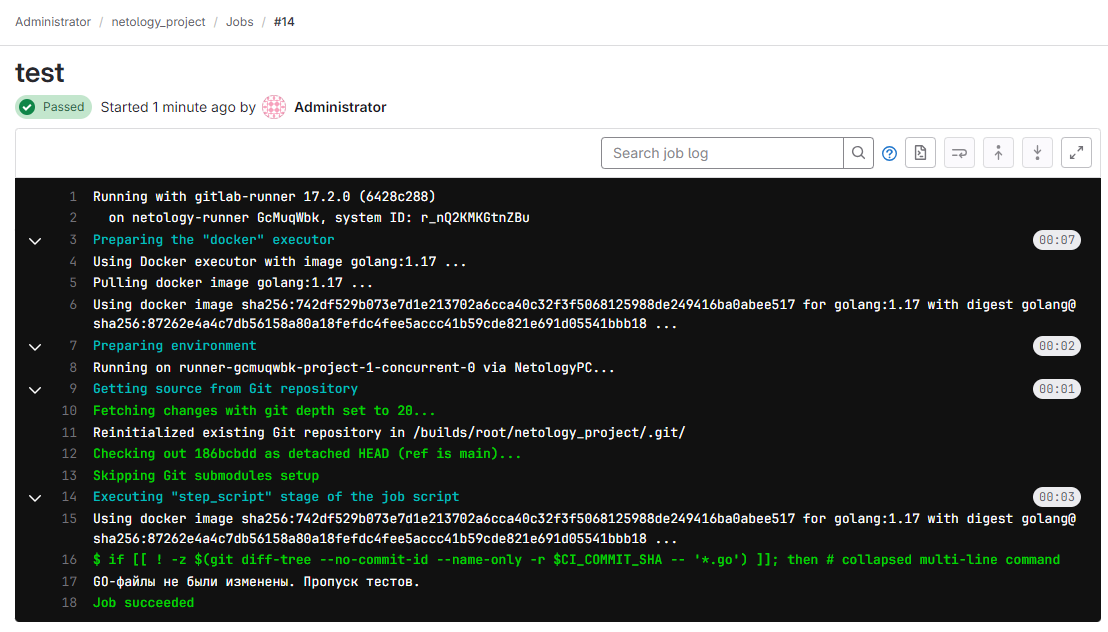 Administrator / netology_project / Jobs / #14
test
Passed Started 1 minute ago by Administrator
Search job log
1 Running with gitlab-runner 17.2.0 (6428c288)
2 on netology-runner GcMuqWbk, system ID: r_nQ2KMKGtnZBu
3 Preparing the "docker" executor 00:07
4 Using Docker executor with image golang:1.17 ...
5 Pulling docker image golang:1.17 ...
6 Using docker image sha256:742df529b073e7d1e213702a6cca40c32f3f5068125988de249416ba0abee517 for golang:1.17 with digest golang@
sha256:87262e4a4c7db56158a80a18fefdc4fee5accc41b59cde821e691d05541bbb18 ...
7 Preparing environment 00:02
8 Running on runner-gcmuqwbk-project-1-concurrent-0 via NetologyPC...
9 Getting source from Git repository 00:01
10 Fetching changes with git depth set to 20...
11 Reinitialized existing Git repository in /builds/root/netology_project/.git/
12 Checking out 186bcbdd as detached HEAD (ref is main)...
13 Skipping Git submodules setup
14 Executing "step_script" stage of the job script 00:03
15 Using docker image sha256:742df529b073e7d1e213702a6cca40c32f3f5068125988de249416ba0abee517 for golang:1.17 with digest golang@
sha256:87262e4a4c7db56158a80a18fefdc4fee5accc41b59cde821e691d05541bbb18 ...
16 $ if [[ ! -z $(git diff-tree --no-commit-id --name-only -r $CI_COMMIT_SHA -- '*.go') ]]; then # collapsed multi-line command
17 GO-файлы не были изменены. Пропуск тестов.
18 Job succeeded